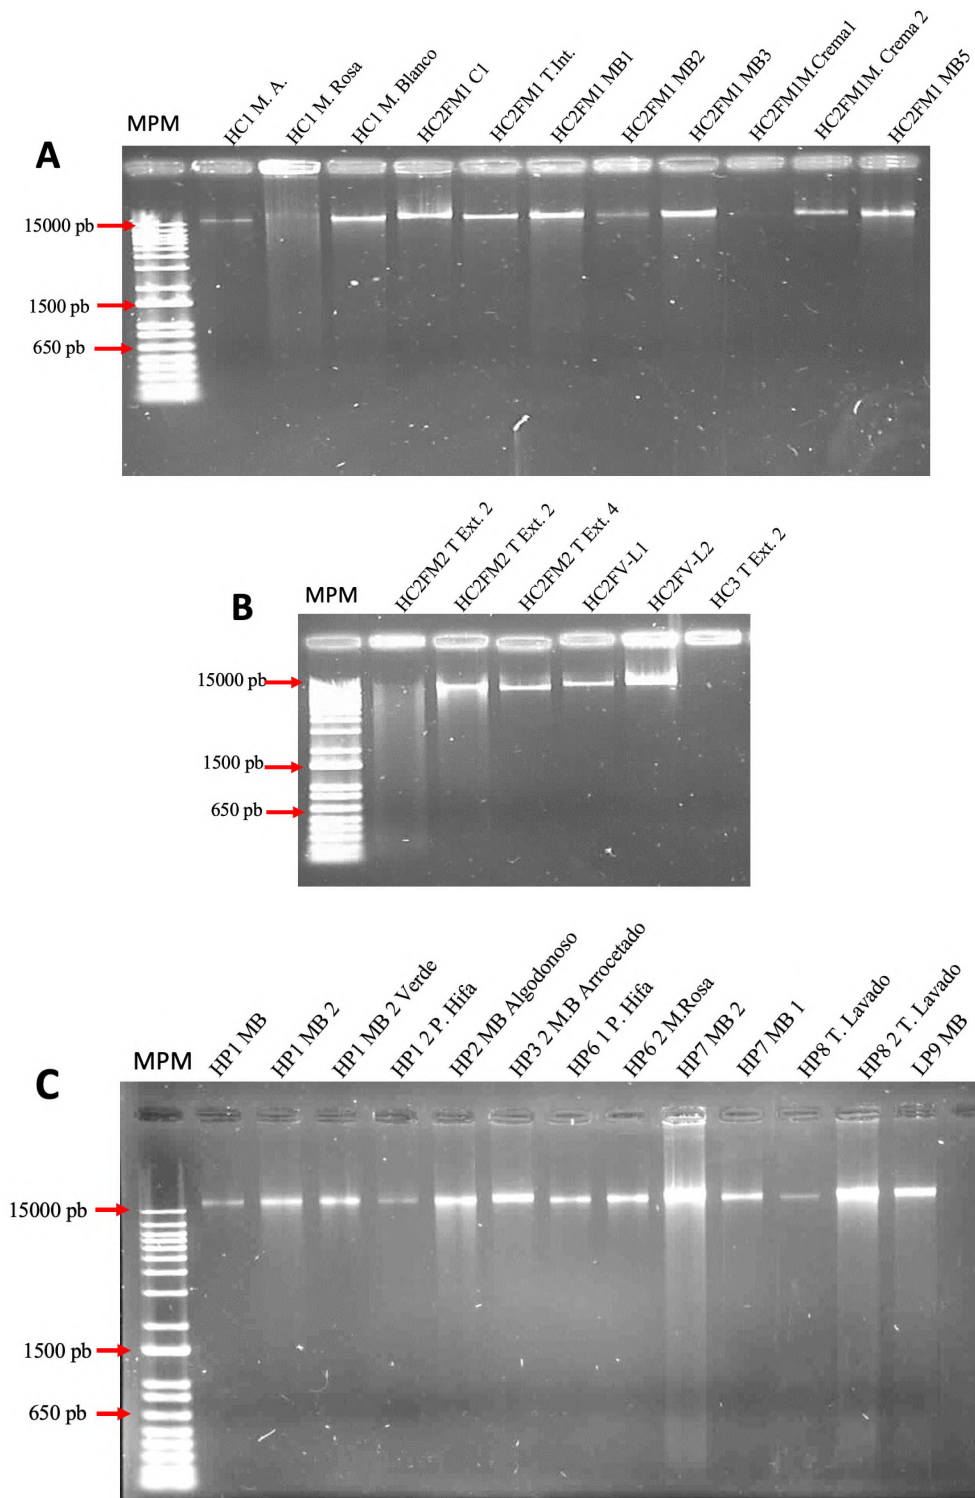 A
MPM
HC1 M. A.
HC1 M. Rosa
HC1 M. Blanco
HC2FM1 C1
HC2FM1 T.Int.
HC2FM1 MB1
HC2FM1 MB2
HC2FM1 MB3
HC2FM1M.Crema1
HC2FM1M. Crema 2
HC2FM1 MB5
15000 pb
1500 pb
650 pb
B
MPM
HC2FM2 T Ext. 2
HC2FM2 T Ext. 2
HC2FM2 T Ext. 4
HC2FV-L1
HC2FV-L2
HC3 T Ext. 2
15000 pb
1500 pb
650 pb
C
MPM
HP1 MB
HP1 MB 2
HP1 MB 2 Verde
HP1 2 P. Hifa
HP2 MB Algodonoso
HP3 2 M.B Arrocetado
HP6 1 P. Hifa
HP6 2 M.Rosa
HP7 MB 2
HP7 MB 1
HP8 T. Lavado
HP8 2 T. Lavado
LP9 MB
15000 pb
1500 pb
650 pb